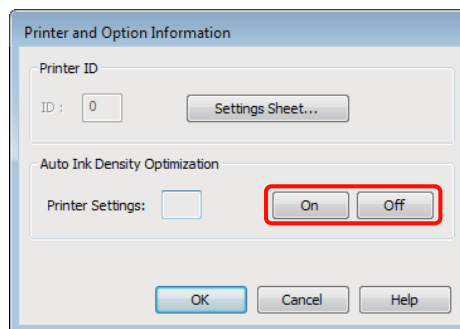 Printer and Option Information
Printer ID
ID : 0 Settings Sheet...
Auto Ink Density Optimization
Printer Settings: On Off
OK Cancel Help